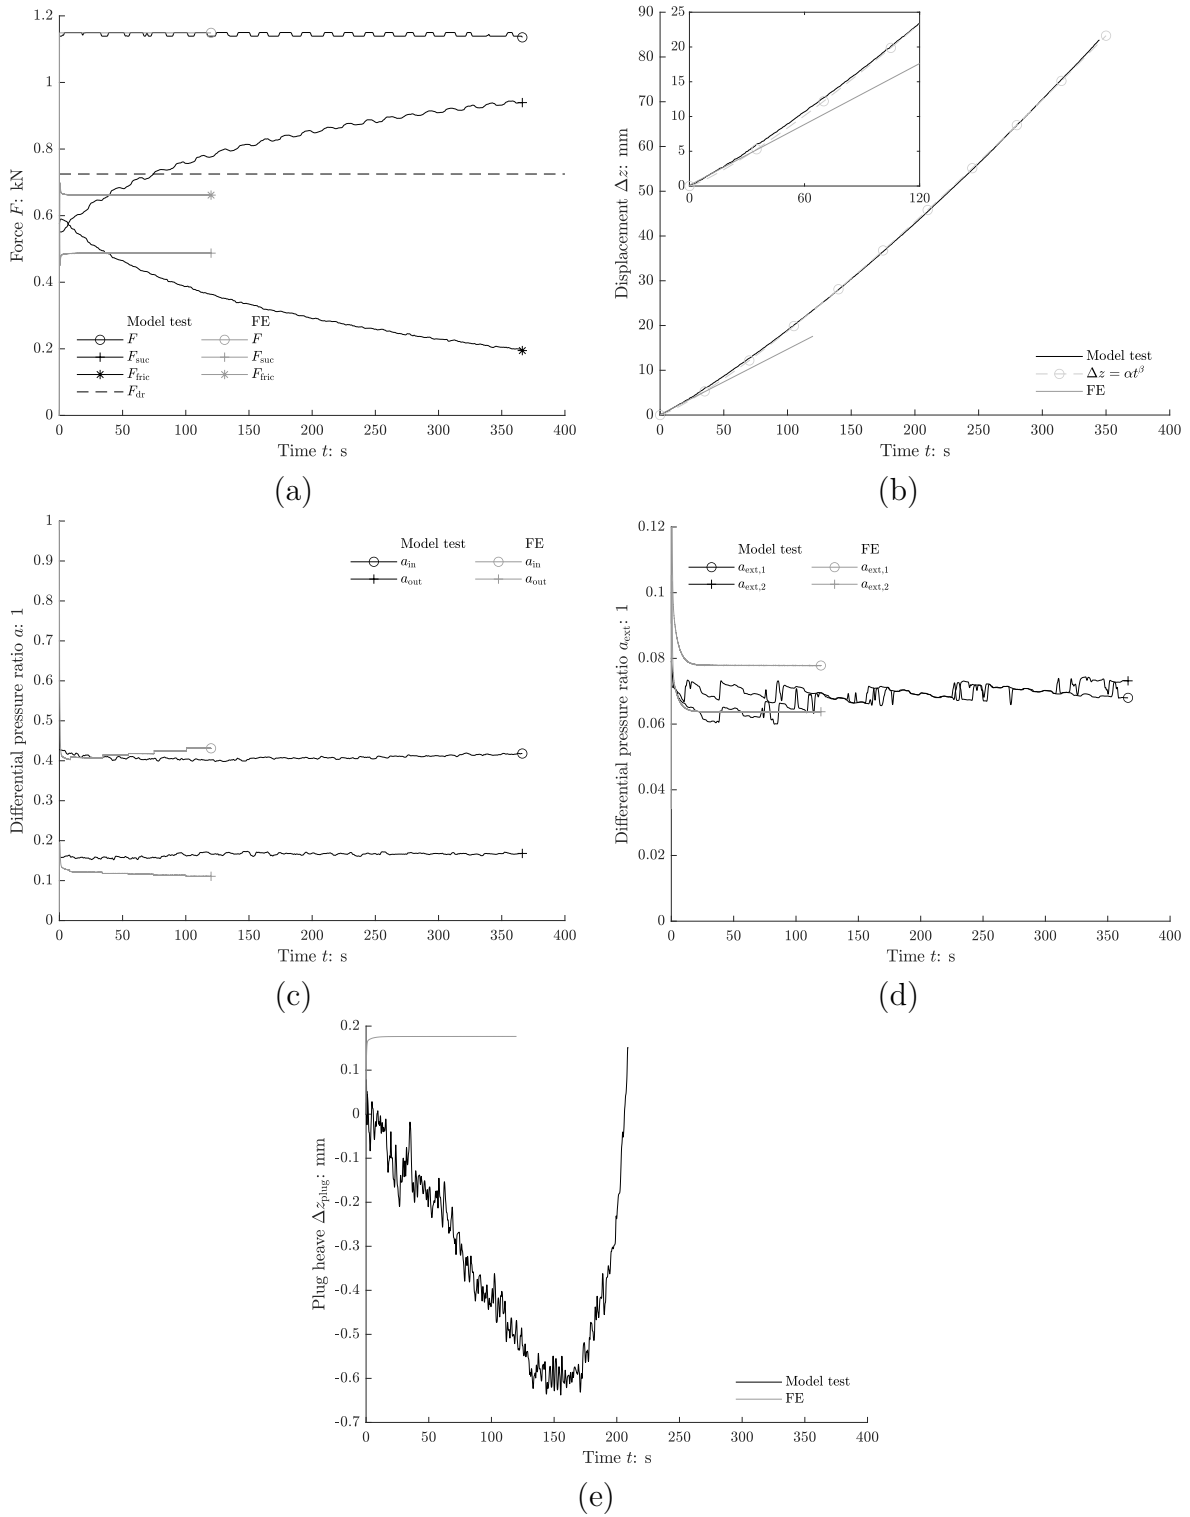 1.2
1
0.8
0.6
0.4
0.2
0
Force F: kN
Model test FE
F F
Fsuc Fsuc
Ffric Ffric
Fdr
0 50 100 150 200 250 300 350 400
Time t: s
(a)
90
80
70
60
50
40
30
20
10
0
Displacement Δz: mm
25
20
15
10
5
0
0 60 120
Model test
Δz = αt^β
FE
0 50 100 150 200 250 300 350 400
Time t: s
(b)
1
0.9
0.8
0.7
0.6
0.5
0.4
0.3
0.2
0.1
0
Differential pressure ratio a: 1
Model test FE
ain ain
aout aout
0 50 100 150 200 250 300 350 400
Time t: s
(c)
0.12
0.1
0.08
0.06
0.04
0.02
0
Differential pressure ratio aext: 1
Model test FE
aext,1 aext,1
aext,2 aext,2
0 50 100 150 200 250 300 350 400
Time t: s
(d)
0.2
0.1
0
-0.1
-0.2
-0.3
-0.4
-0.5
-0.6
-0.7
Plug heave Δzplug: mm
Model test
FE
0 50 100 150 200 250 300 350 400
Time t: s
(e)